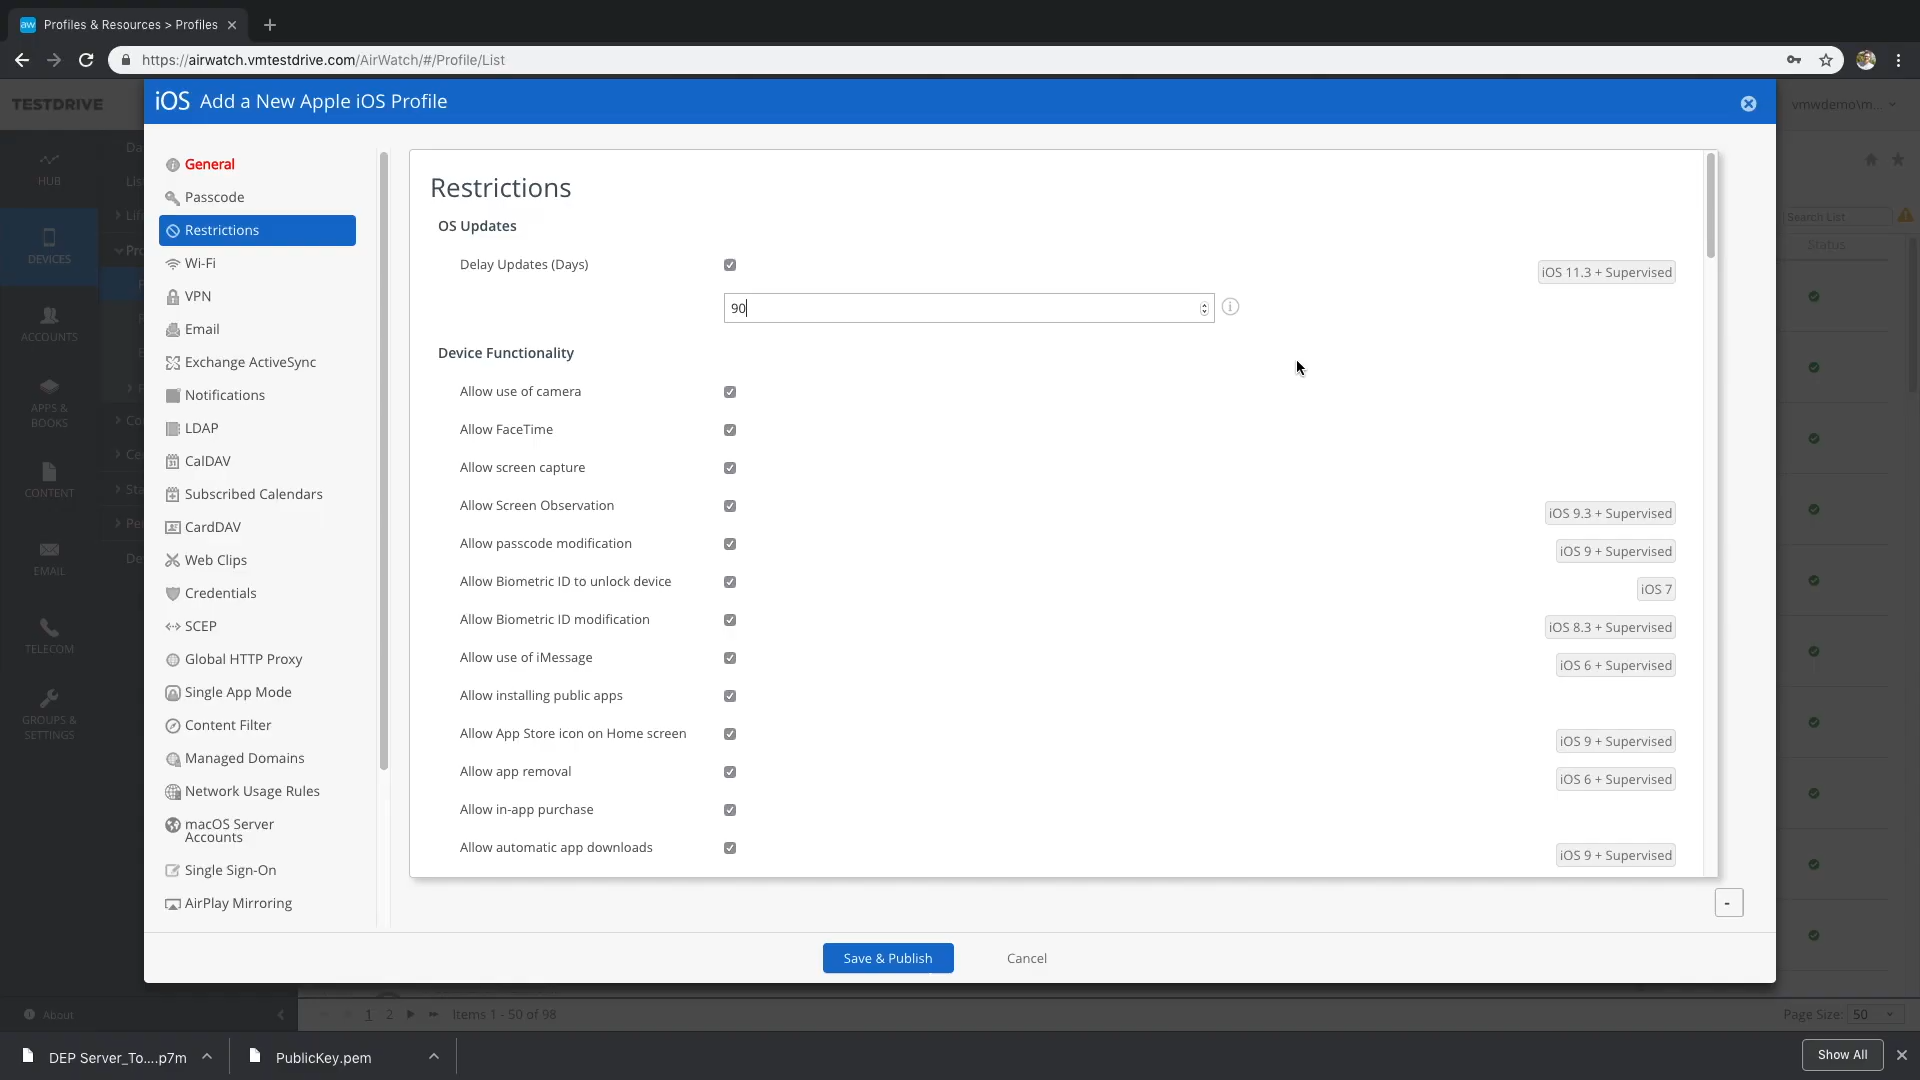 aw Profiles & Resources > Profiles
https://airwatch.vmtestdrive.com/AirWatch/#/Profile/List
TESTDRIVE
iOS Add a New Apple iOS Profile
vmwdemo\m...
HUB
DEVICES
ACCOUNTS
APPS &
BOOKS
CONTENT
EMAIL
TELECOM
GROUPS &
SETTINGS
About
General
Passcode
Restrictions
Wi-Fi
VPN
Email
Exchange ActiveSync
Notifications
LDAP
CalDAV
Subscribed Calendars
CardDAV
Web Clips
Credentials
SCEP
Global HTTP Proxy
Single App Mode
Content Filter
Managed Domains
Network Usage Rules
macOS Server
Accounts
Single Sign-On
AirPlay Mirroring
Restrictions
OS Updates
Delay Updates (Days)
iOS 11.3 + Supervised
90
Device Functionality
Allow use of camera
Allow FaceTime
Allow screen capture
Allow Screen Observation
iOS 9.3 + Supervised
Allow passcode modification
iOS 9 + Supervised
Allow Biometric ID to unlock device
iOS 7
Allow Biometric ID modification
iOS 8.3 + Supervised
Allow use of iMessage
iOS 6 + Supervised
Allow installing public apps
Allow App Store icon on Home screen
iOS 9 + Supervised
Allow app removal
iOS 6 + Supervised
Allow in-app purchase
Allow automatic app downloads
iOS 9 + Supervised
Search List
Status
-
Save & Publish
Cancel
1 2 Items 1 - 50 of 98
Page Size: 50
DEP Server_To....p7m
PublicKey.pem
Show All